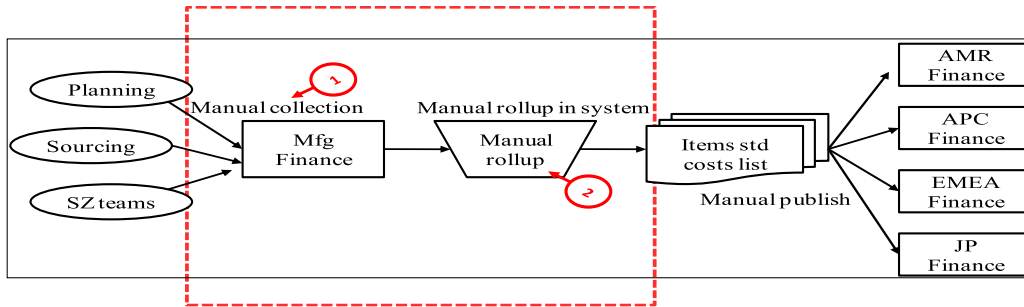 Planning
Sourcing
SZ teams
1
Manual collection
Mfg
Finance
Manual rollup in system
Manual
rollup
2
Items std
costs list
Manual publish
AMR
Finance
APC
Finance
EMEA
Finance
JP
Finance